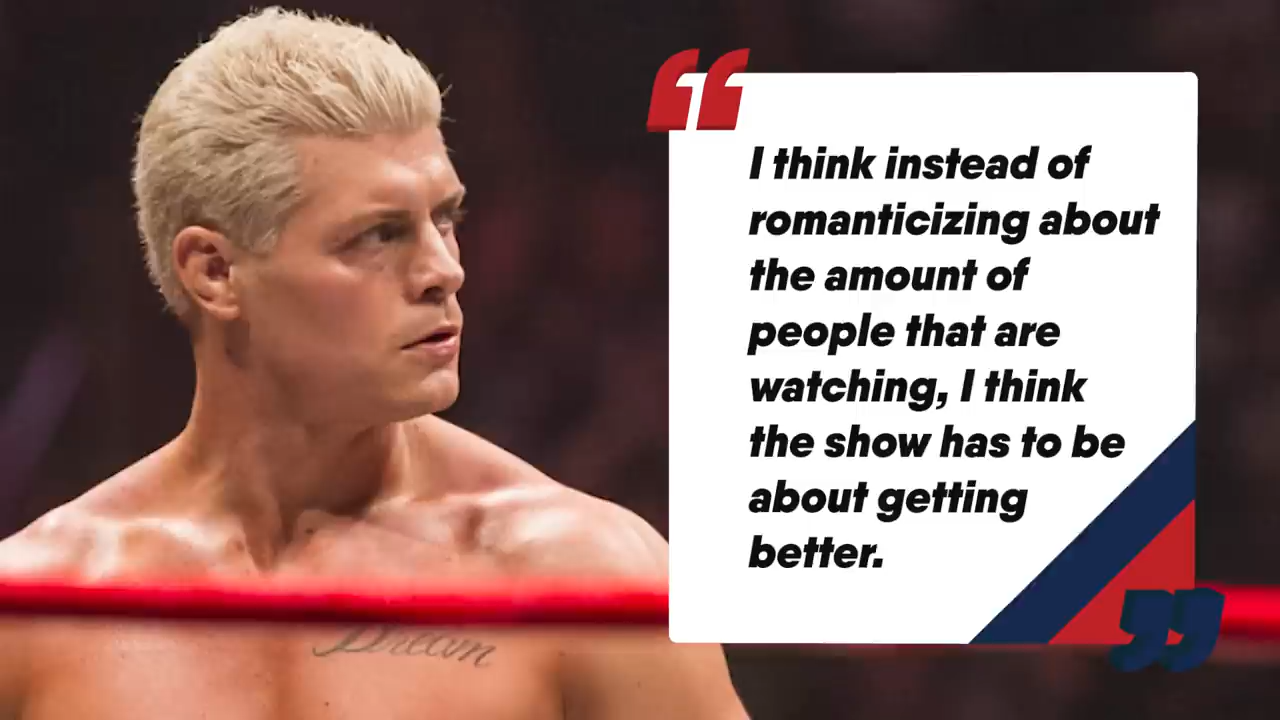 I think instead of
romanticizing about
the amount of
people that are
watching, I think
the show has to be
about getting
better.
Dream